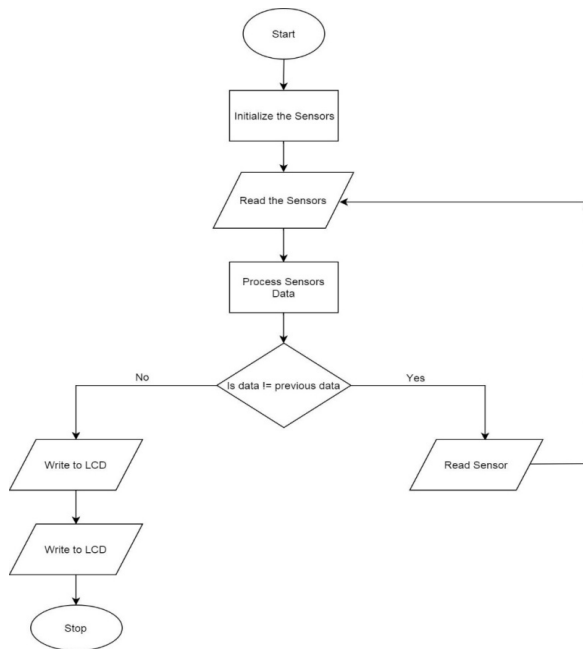 Start
Initialize the Sensors
Read the Sensors
Process Sensors
Data
Is data != previous data
No
Yes
Write to LCD
Read Sensor
Write to LCD
Stop